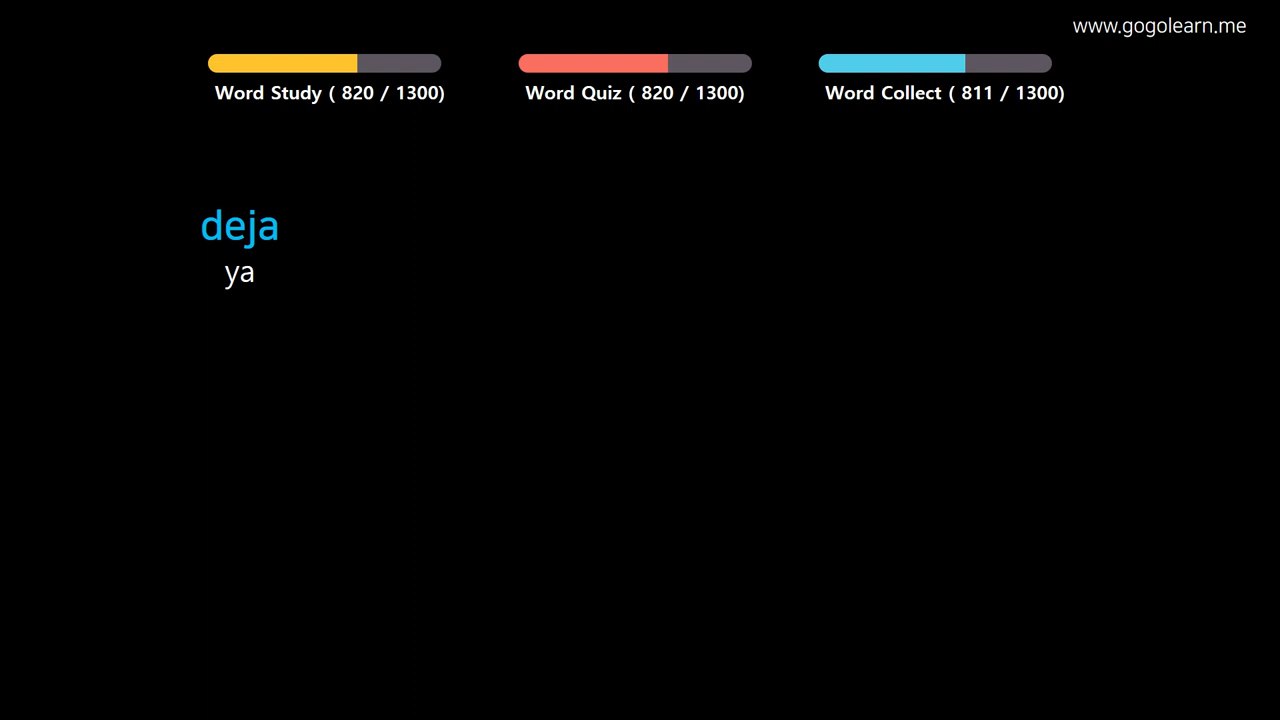 www.gogolearn.me
Word Study ( 820 / 1300)
Word Quiz ( 820 / 1300)
Word Collect ( 811 / 1300)
deja
ya